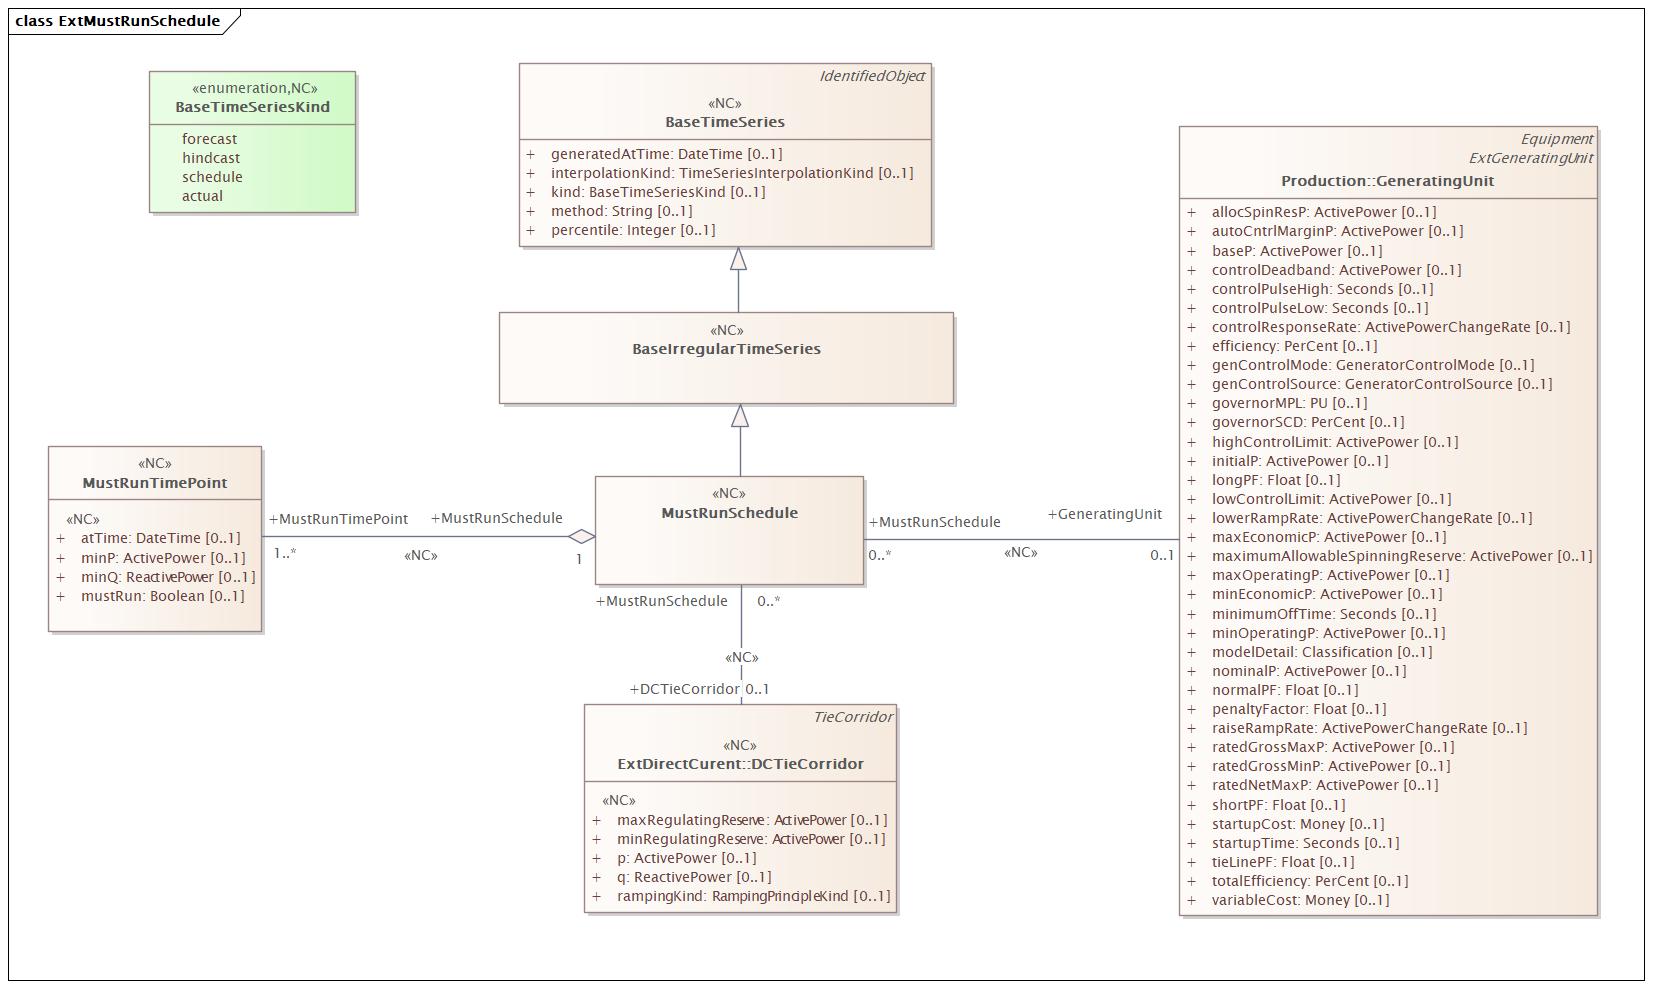 class ExtMustRunSchedule
«enumeration,NC»
BaseTimeSeriesKind
forecast
hindcast
schedule
actual
IdentifiedObject
«NC»
BaseTimeSeries
+ generatedAtTime: DateTime [0..1]
+ interpolationKind: TimeSeriesInterpolationKind [0..1]
+ kind: BaseTimeSeriesKind [0..1]
+ method: String [0..1]
+ percentile: Integer [0..1]
«NC»
BaseIrregularTimeSeries
«NC»
MustRunTimePoint
«NC»
+ atTime: DateTime [0..1]
+ minP: ActivePower [0..1]
+ minQ: ReactivePower [0..1]
+ mustRun: Boolean [0..1]
+MustRunTimePoint
1..*
«NC»
+MustRunSchedule
1
«NC»
MustRunSchedule
+MustRunSchedule
0..*
«NC»
+GeneratingUnit
0..1
+MustRunSchedule 0..*
«NC»
+DCTieCorridor 0..1
TieCorridor
«NC»
ExtDirectCurent::DCTieCorridor
«NC»
+ maxRegulatingReserve: ActivePower [0..1]
+ minRegulatingReserve: ActivePower [0..1]
+ p: ActivePower [0..1]
+ q: ReactivePower [0..1]
+ rampingKind: RampingPrincipleKind [0..1]
Equipment
ExtGeneratingUnit
Production::GeneratingUnit
+ allocSpinResP: ActivePower [0..1]
+ autoCntrlMarginP: ActivePower [0..1]
+ baseP: ActivePower [0..1]
+ controlDeadband: ActivePower [0..1]
+ controlPulseHigh: Seconds [0..1]
+ controlPulseLow: Seconds [0..1]
+ controlResponseRate: ActivePowerChangeRate [0..1]
+ efficiency: PerCent [0..1]
+ genControlMode: GeneratorControlMode [0..1]
+ genControlSource: GeneratorControlSource [0..1]
+ governorMPL: PU [0..1]
+ governorSCD: PerCent [0..1]
+ highControlLimit: ActivePower [0..1]
+ initialP: ActivePower [0..1]
+ longPF: Float [0..1]
+ lowControlLimit: ActivePower [0..1]
+ lowerRampRate: ActivePowerChangeRate [0..1]
+ maxEconomicP: ActivePower [0..1]
+ maximumAllowableSpinningReserve: ActivePower [0..1]
+ maxOperatingP: ActivePower [0..1]
+ minEconomicP: ActivePower [0..1]
+ minimumOffTime: Seconds [0..1]
+ minOperatingP: ActivePower [0..1]
+ modelDetail: Classification [0..1]
+ nominalP: ActivePower [0..1]
+ normalPF: Float [0..1]
+ penaltyFactor: Float [0..1]
+ raiseRampRate: ActivePowerChangeRate [0..1]
+ ratedGrossMaxP: ActivePower [0..1]
+ ratedGrossMinP: ActivePower [0..1]
+ ratedNetMaxP: ActivePower [0..1]
+ shortPF: Float [0..1]
+ startupCost: Money [0..1]
+ startupTime: Seconds [0..1]
+ tieLinePF: Float [0..1]
+ totalEfficiency: PerCent [0..1]
+ variableCost: Money [0..1]